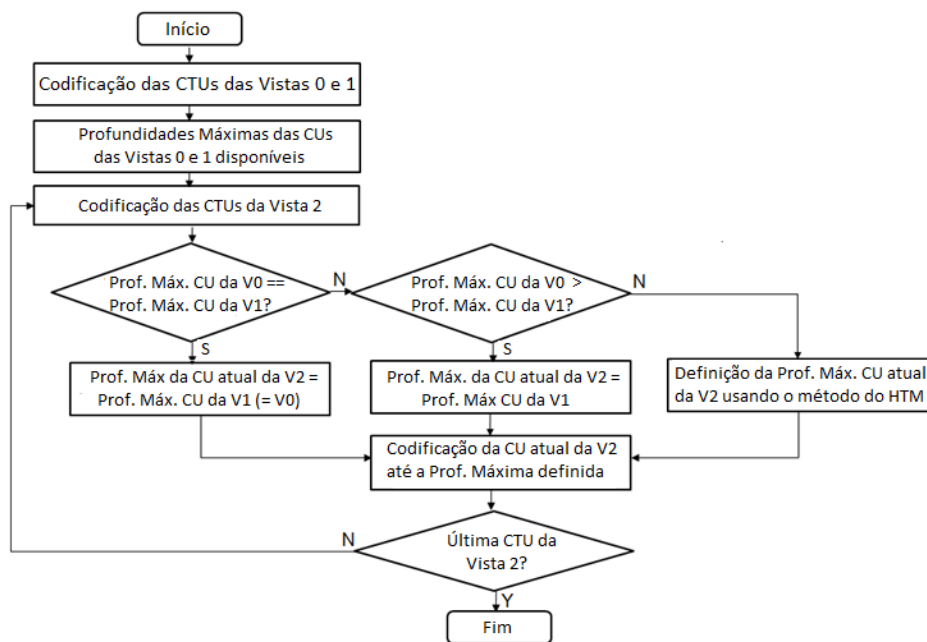 Início
Codificação das CTUs das Vistas 0 e 1
Profundidades Máximas das CUs
das Vistas 0 e 1 disponíveis
Codificação das CTUs da Vista 2
Prof. Máx. CU da V0 ==
Prof. Máx. CU da V1?
N
Prof. Máx. CU da V0 >
Prof. Máx. CU da V1?
N
S
S
Prof. Máx da CU atual da V2 =
Prof. Máx. CU da V1 (= V0)
Prof. Máx. da CU atual da V2 =
Prof. Máx CU da V1
Definição da Prof. Máx. CU atual
da V2 usando o método do HTM
Codificação da CU atual da V2
até a Prof. Máxima definida
N
Última CTU da
Vista 2?
Y
Fim